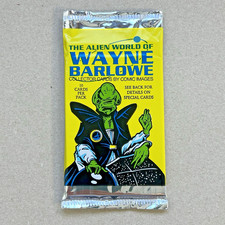 THE ALIEN WORLD OF
WAYNE
BARLOWE
COLLECTOR CARDS BY COMIC IMAGES
10
CARDS
PER
PACK
SEE BACK FOR
DETAILS ON
SPECIAL CARDS